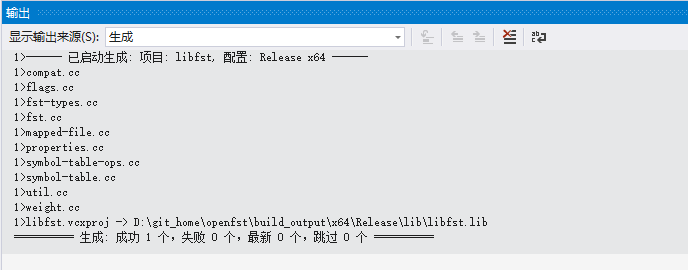 输出
显示输出来源(S): 生成
1>------ 已启动生成: 项目: libfst, 配置: Release x64 ------
1>compat.cc
1>flags.cc
1>fst-types.cc
1>fst.cc
1>mapped-file.cc
1>properties.cc
1>symbol-table-ops.cc
1>symbol-table.cc
1>util.cc
1>weight.cc
1>libfst.vcxproj -> D:\git_home\openfst\build_output\x64\Release\lib\libfst.lib
========== 生成: 成功 1 个，失败 0 个，最新 0 个，跳过 0 个 ==========